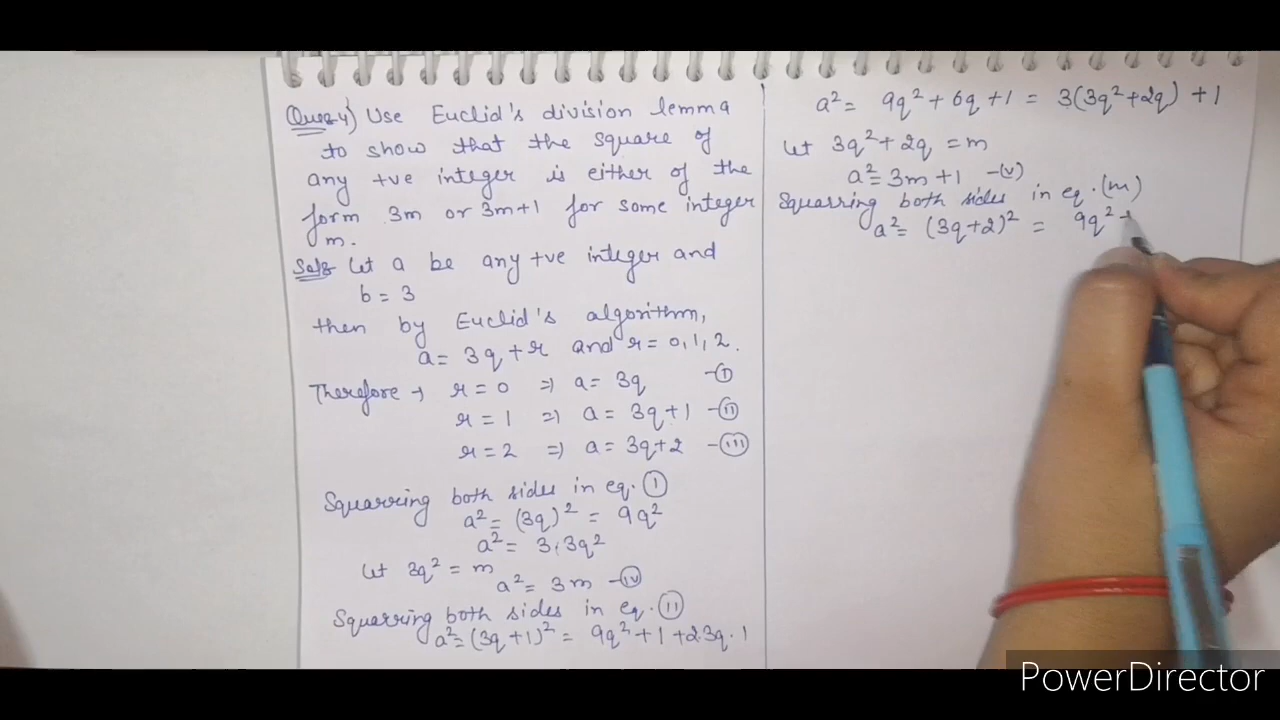 Ques 4) Use Euclid's division lemma
to show that the square of
any +ve integer is either of the
form 3m or 3m+1 for some integer
m.
Sol: Let a be any +ve integer and
b = 3
then by Euclid's algorithm,
a = 3q + r and r = 0, 1, 2.
Therefore → r = 0 ⇒ a = 3q —(I)
r = 1 ⇒ a = 3q + 1 —(II)
r = 2 ⇒ a = 3q + 2 —(III)
Squarring both sides in eq. (I)
a² = (3q)² = 9q²
a² = 3.3q²
Let 3q² = m
a² = 3m —(IV)
Squarring both sides in eq. (II)
a² = (3q + 1)² = 9q² + 1 + 2.3q.1
a² = 9q² + 6q + 1 = 3(3q² + 2q) + 1
Let 3q² + 2q = m
a² = 3m + 1 —(V)
Squarring both sides in eq. (III)
a² = (3q + 2)² = 9q² +
PowerDirector